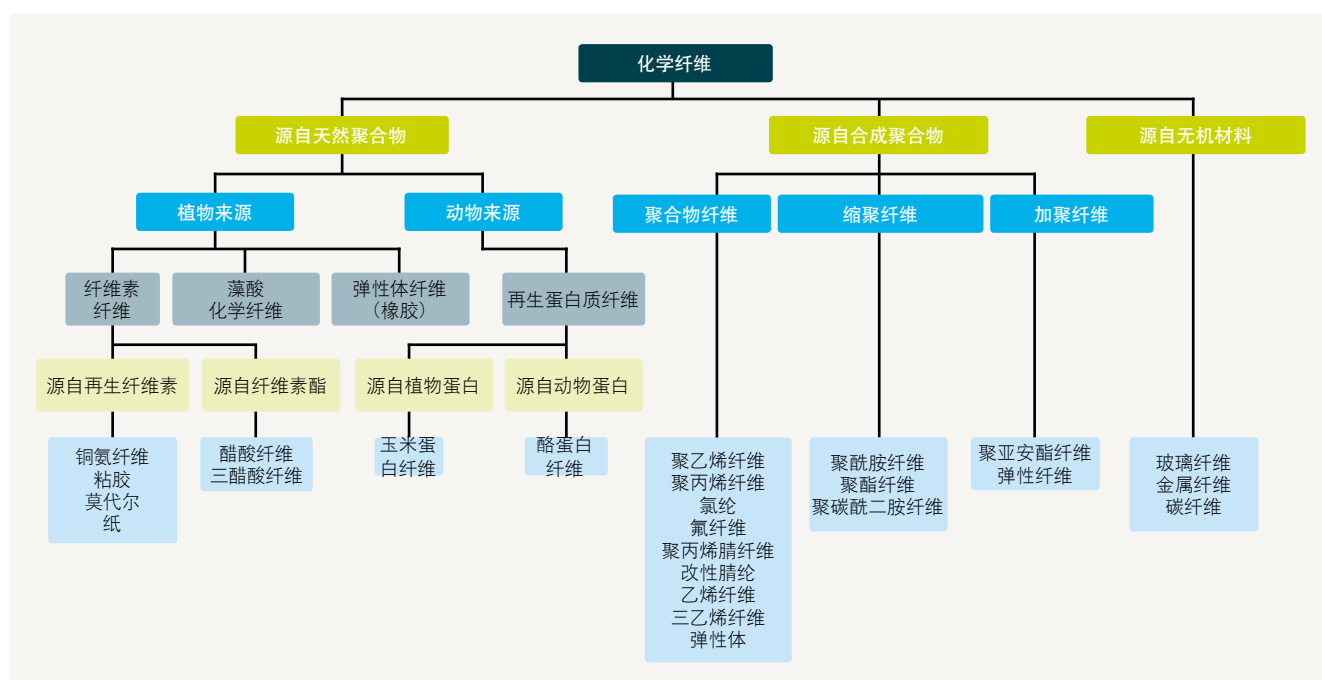 化学纤维
源自天然聚合物
源自合成聚合物
源自无机材料
植物来源
动物来源
聚合物纤维
缩聚纤维
加聚纤维
纤维素
纤维
藻酸
化学纤维
弹性体纤维
（橡胶）
再生蛋白质纤维
源自再生纤维素
源自纤维素酯
源自植物蛋白
源自动物蛋白
铜氨纤维
粘胶
莫代尔
纸
醋酸纤维
三醋酸纤维
玉米蛋
白纤维
酪蛋白
纤维
聚乙烯纤维
聚丙烯纤维
氯纶
氟纤维
聚丙烯腈纤维
改性腈纶
乙烯纤维
三乙烯纤维
弹性体
聚酰胺纤维
聚酯纤维
聚碳酰二胺纤维
聚亚安酯纤维
弹性纤维
玻璃纤维
金属纤维
碳纤维